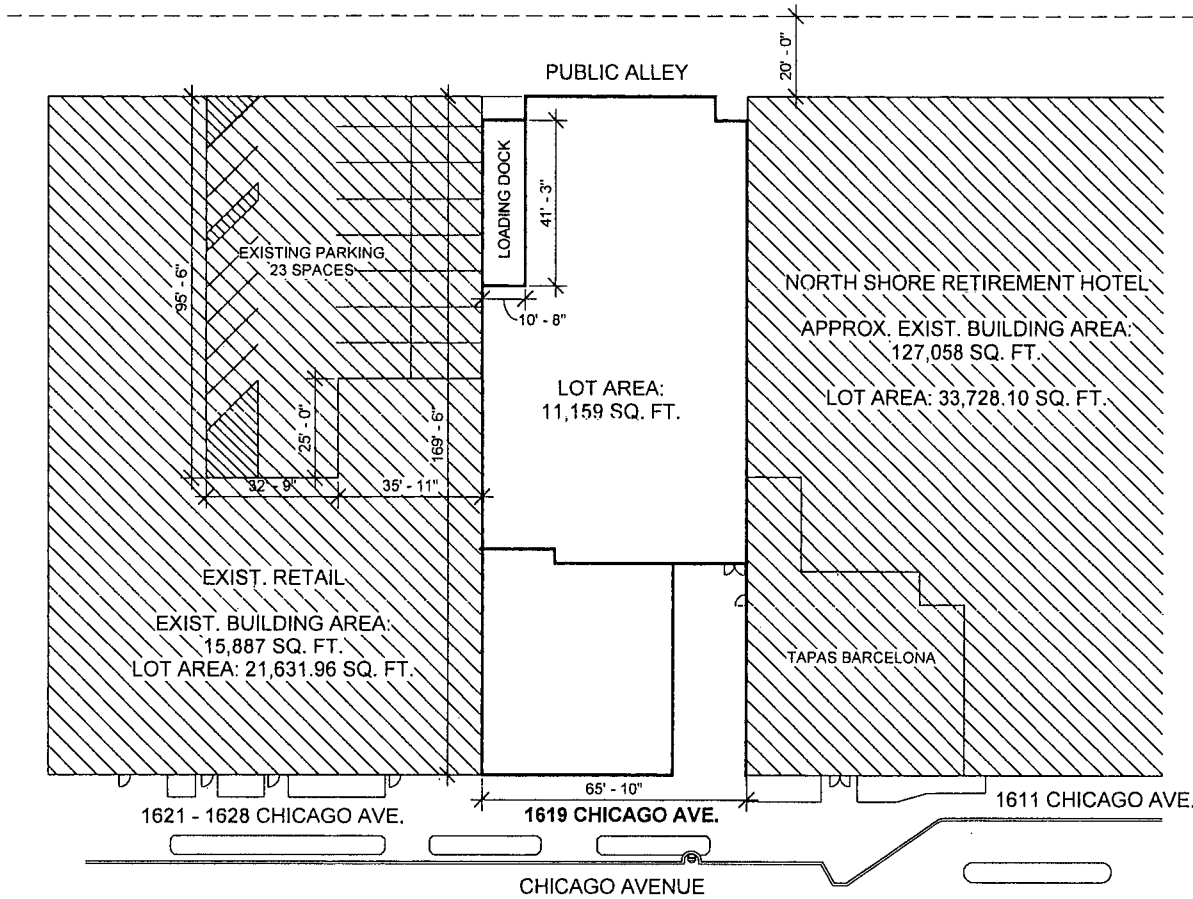 20' - 0"
PUBLIC ALLEY
LOADING DOCK
41' - 3"
10' - 8"
EXISTING PARKING
23 SPACES
95' - 6"
25' - 0"
169' - 6"
32' - 9"
35' - 11"
LOT AREA:
11,159 SQ. FT.
NORTH SHORE RETIREMENT HOTEL
APPROX. EXIST. BUILDING AREA:
127,058 SQ. FT.
LOT AREA: 33,728.10 SQ. FT.
EXIST. RETAIL
EXIST. BUILDING AREA:
15,887 SQ. FT.
LOT AREA: 21,631.96 SQ. FT.
TAPAS BARCELONA
65' - 10"
1621 - 1628 CHICAGO AVE.
1619 CHICAGO AVE.
1611 CHICAGO AVE.
CHICAGO AVENUE